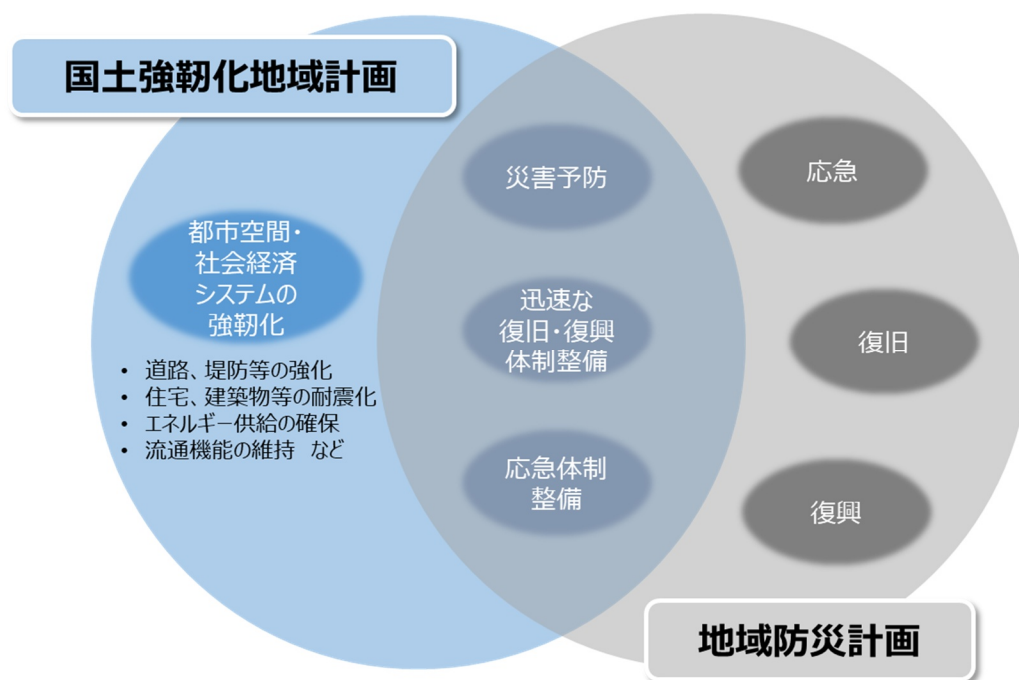 国土強靭化地域計画
都市空間・
社会経済
システムの
強靭化
• 道路、堤防等の強化
• 住宅、建築物等の耐震化
• エネルギー供給の確保
• 流通機能の維持　など
災害予防
迅速な
復旧・復興
体制整備
応急体制
整備
応急
復旧
復興
地域防災計画